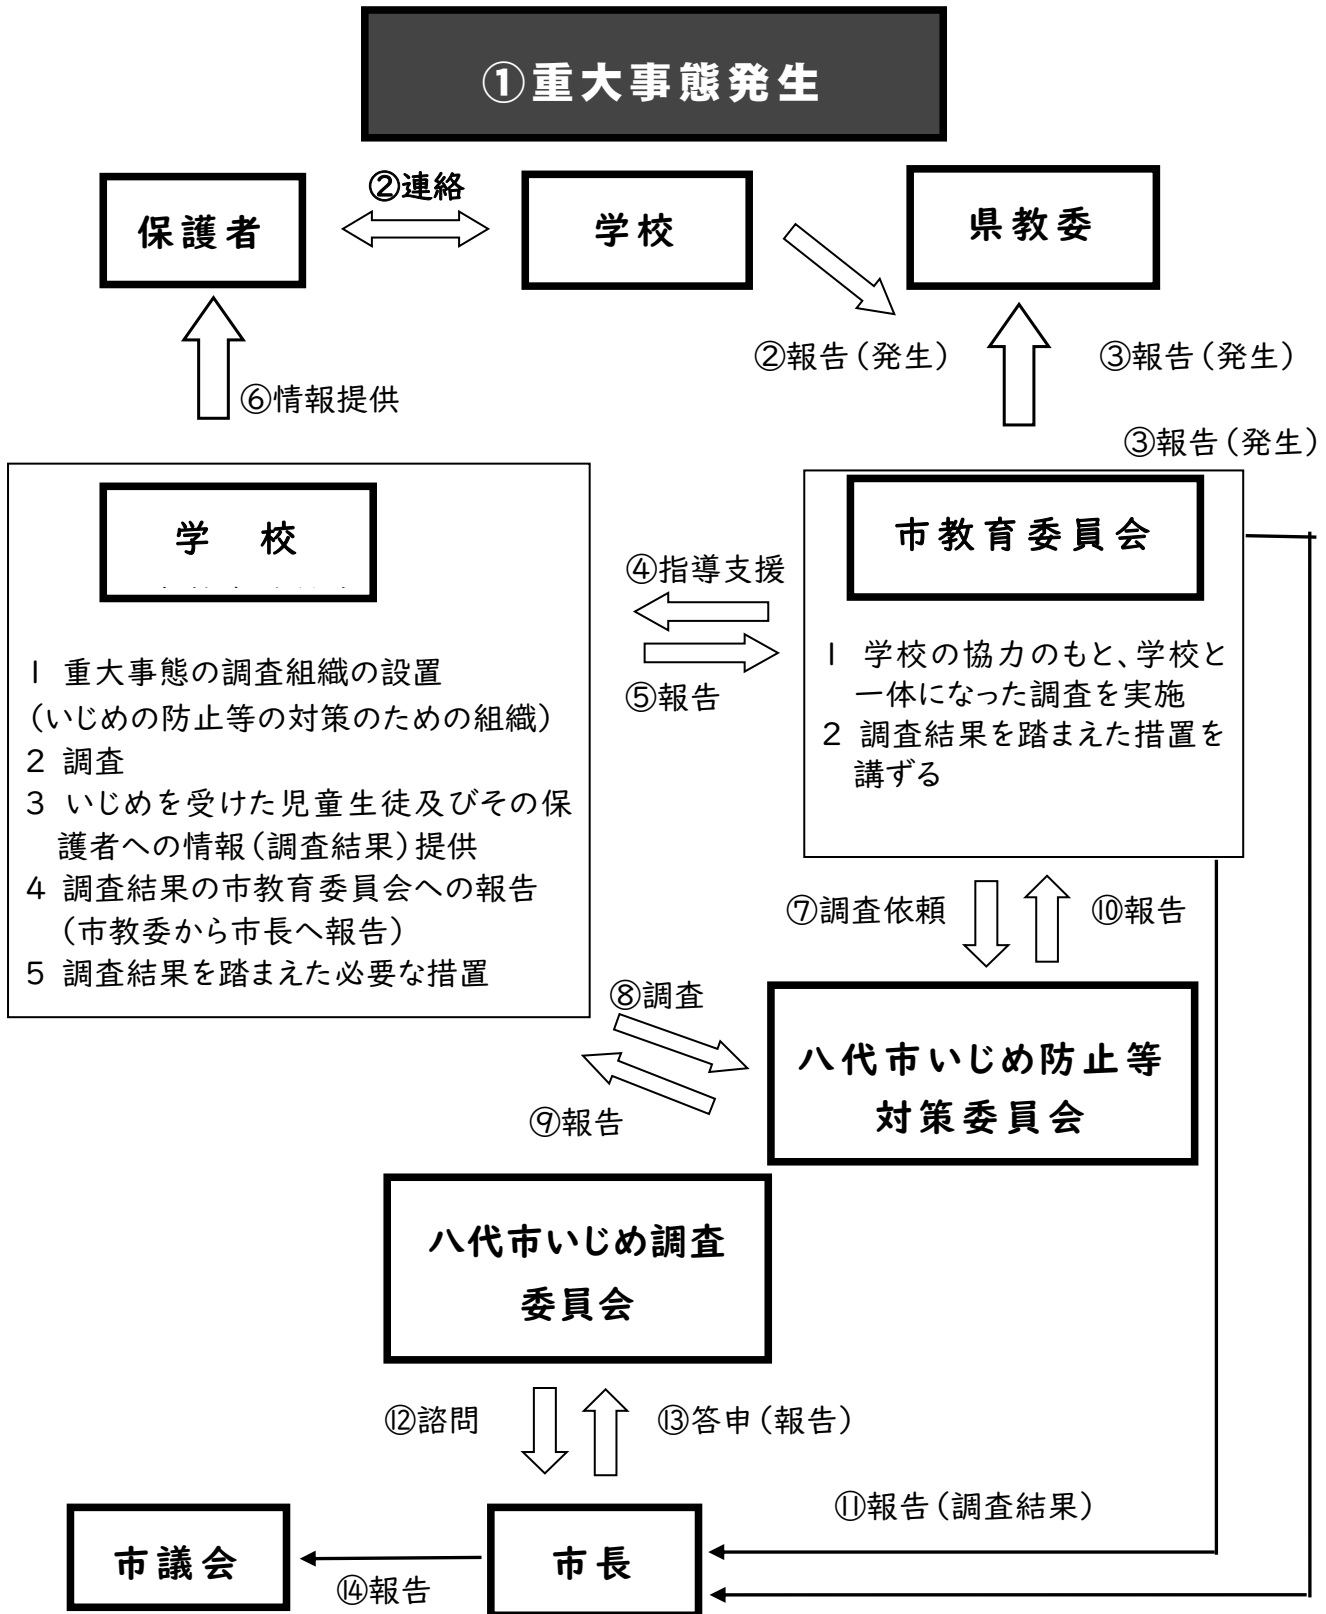 ①重大事態発生
②連絡
保護者
学校
県教委
②報告(発生)
③報告(発生)
⑥情報提供
③報告(発生)
学 校
市教育委員会
④指導支援
⑤報告
1 重大事態の調査組織の設置
(いじめの防止等の対策のための組織)
2 調査
3 いじめを受けた児童生徒及びその保
護者への情報(調査結果)提供
4 調査結果の市教育委員会への報告
(市教委から市長へ報告)
5 調査結果を踏まえた必要な措置
1 学校の協力のもと、学校と
一体になった調査を実施
2 調査結果を踏まえた措置を
講ずる
⑦調査依頼
⑩報告
⑧調査
⑨報告
八代市いじめ防止等
対策委員会
八代市いじめ調査
委員会
⑫諮問
⑬答申(報告)
⑪報告(調査結果)
市議会
⑭報告
市長